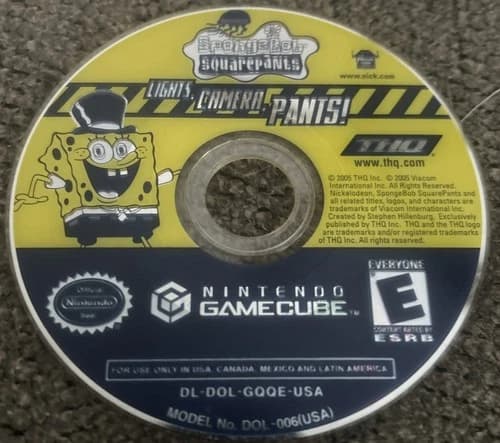 SpongeBob
SQUAREPANTS
www.nick.com
LIGHTS, CAMERA, PANTS!
THQ
www.thq.com
© 2005 THQ Inc. © 2005 Viacom
International Inc. All Rights Reserved.
Nickelodeon, SpongeBob SquarePants and
all related titles, logos, and characters are
trademarks of Viacom International Inc.
Created by Stephen Hillenburg. Exclusively
published by THQ Inc. THQ and the THQ logo
are trademarks and/or registered trademarks
of THQ Inc. All rights reserved.
Official
Nintendo
Seal
NINTENDO
GAMECUBE™
EVERYONE
E
CONTENT RATED BY
ESRB
FOR USE ONLY IN USA, CANADA, MEXICO AND LATIN AMERICA
DL-DOL-GQQE-USA
MODEL No. DOL-006(USA)